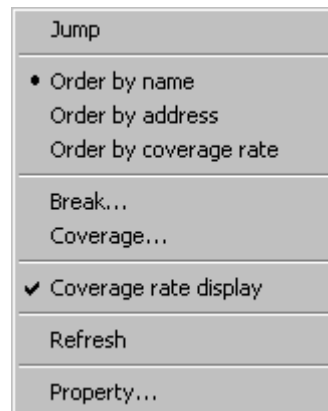 Jump
Order by name
Order by address
Order by coverage rate
Break...
Coverage...
Coverage rate display
Refresh
Property...